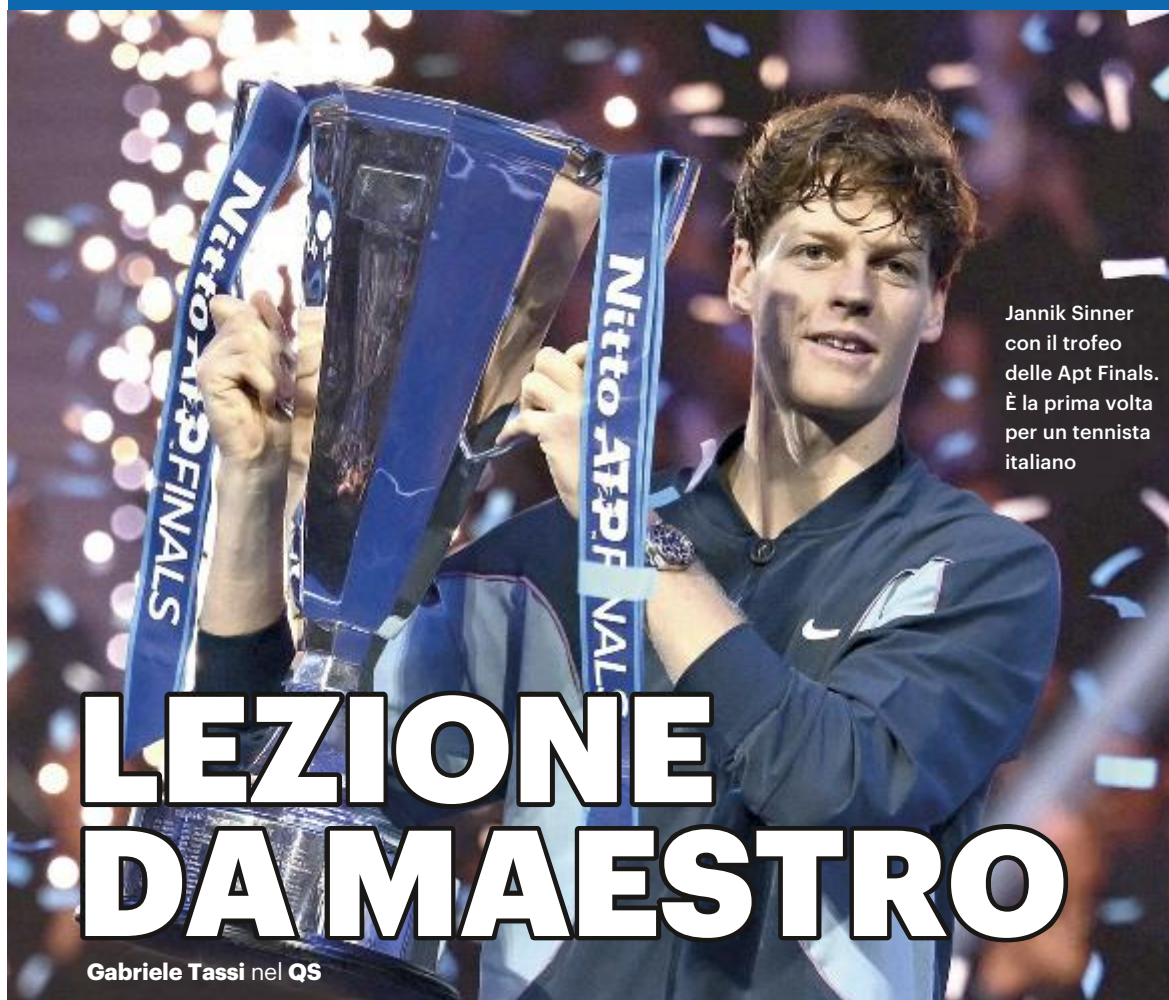 Nitto ATP FINALS
Nitto ATP FINALS
Jannik Sinner
con il trofeo
delle Apt Finals.
È la prima volta
per un tennista
italiano
LEZIONE
DA MAESTRO
Gabriele Tassi nel QS